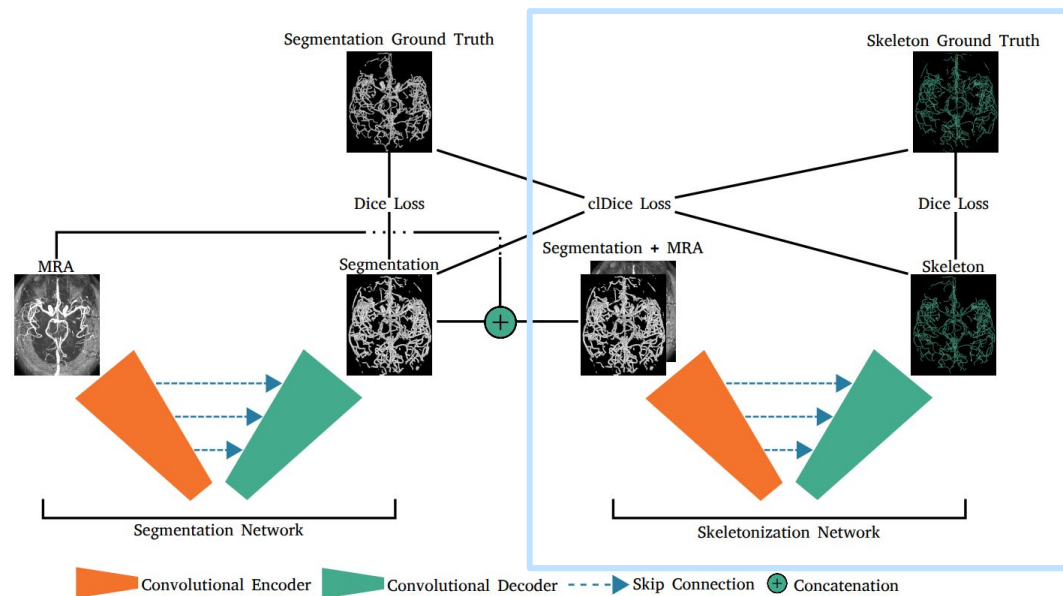 Segmentation Ground Truth
Skeleton Ground Truth
Dice Loss
clDice Loss
Dice Loss
MRA
Segmentation
Segmentation + MRA
Skeleton
Segmentation Network
Skeletonization Network
Convolutional Encoder
Convolutional Decoder
Skip Connection
Concatenation